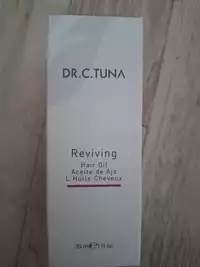 DR.C.TUNA
Reviving
Hair Oil
Aceite de Ajo
L Huile Cheveux